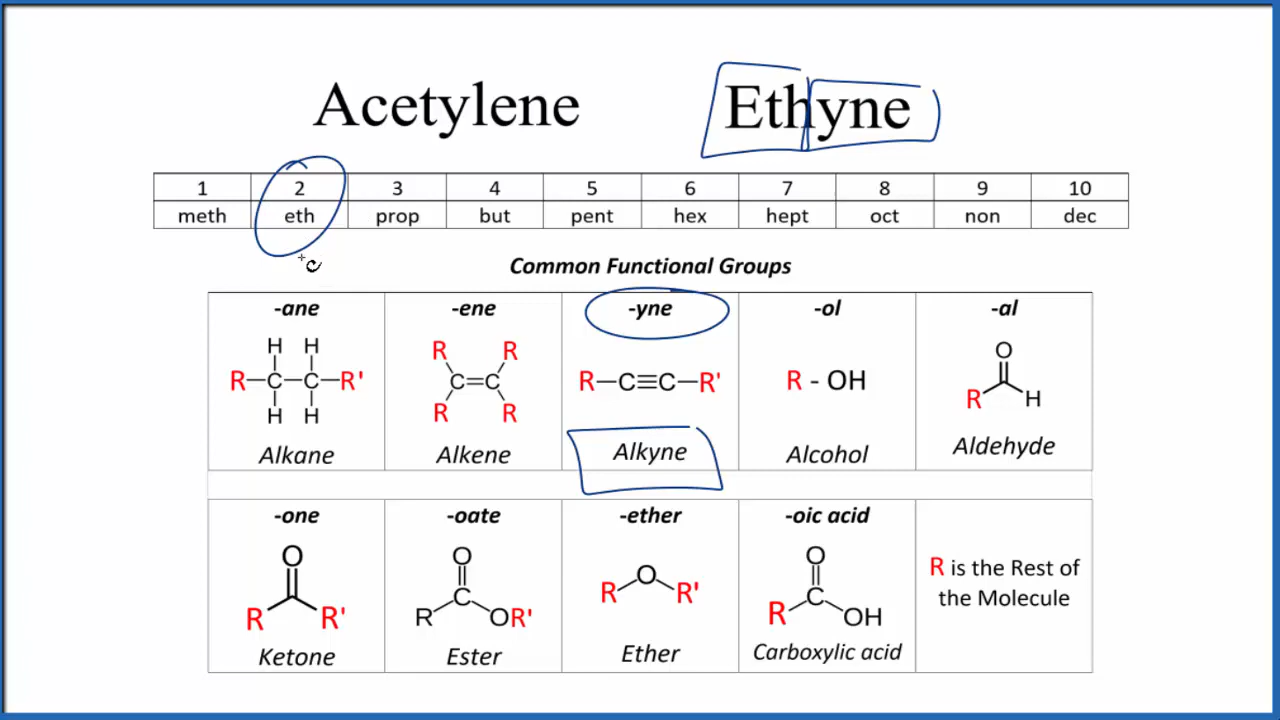 Acetylene Ethyne
1 2 3 4 5 6 7 8 9 10
meth eth prop but pent hex hept oct non dec
Common Functional Groups
-ane -ene -yne -ol -al
H H R R O
R C C R' C C R C C R' R - OH
H H R R R H
Alkane Alkene Alkyne Alcohol Aldehyde
-one -oate -ether -oic acid
O O O O R is the Rest of
C C the Molecule
R R' R OR' R R' R OH
Ketone Ester Ether Carboxylic acid